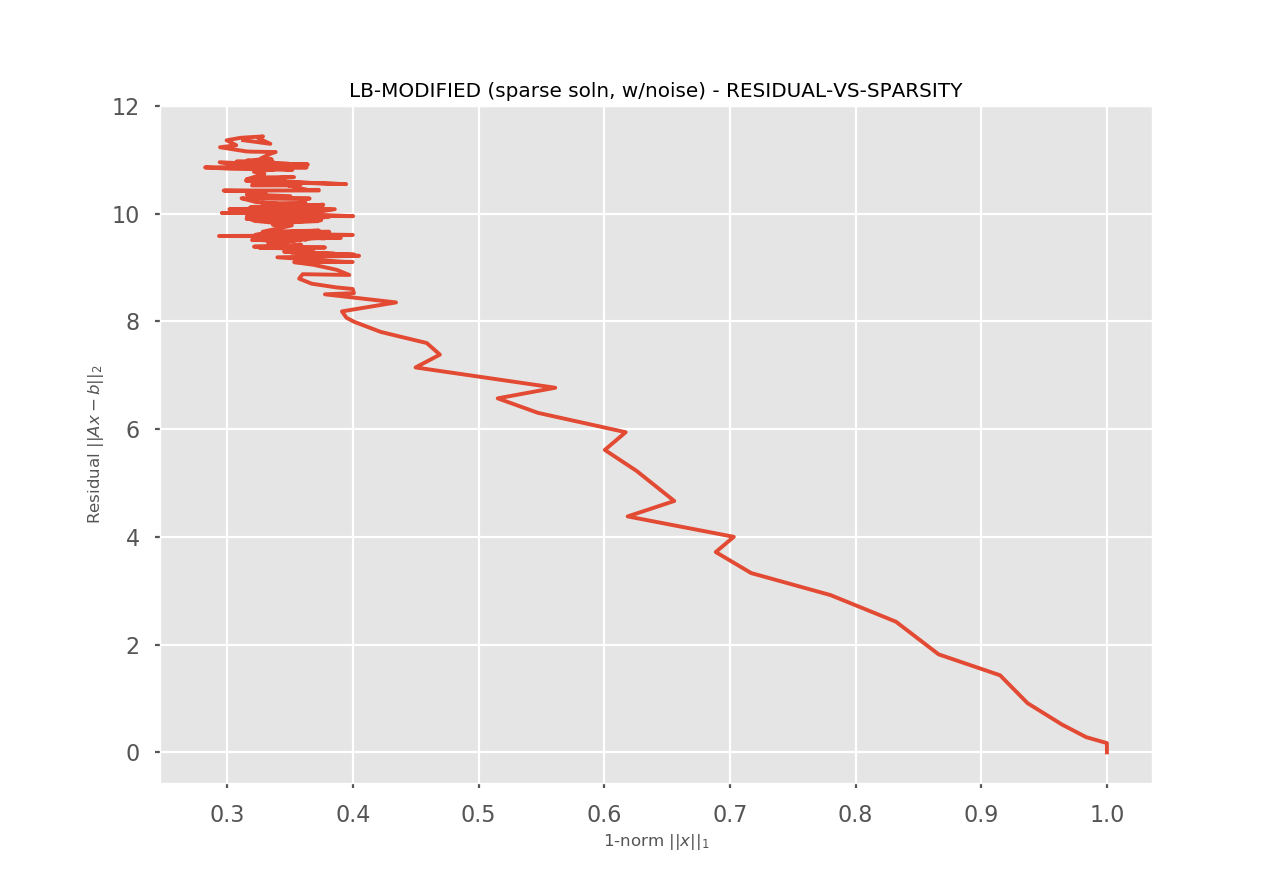 LB-MODIFIED (sparse soln, w/noise) - RESIDUAL-VS-SPARSITY
12
10
8
6
4
2
0
Residual ||Ax − b||₂
0.3 0.4 0.5 0.6 0.7 0.8 0.9 1.0
1-norm ||x||₁